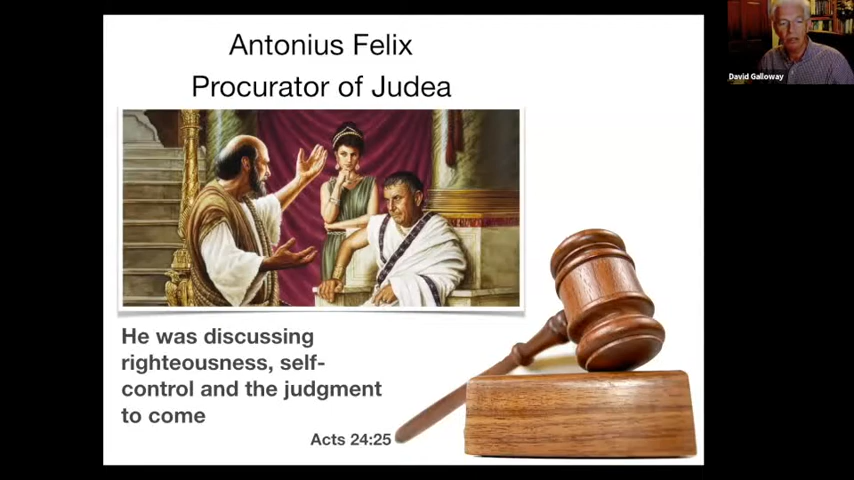 Antonius Felix
Procurator of Judea
He was discussing
righteousness, self-
control and the judgment
to come
Acts 24:25
David Galloway